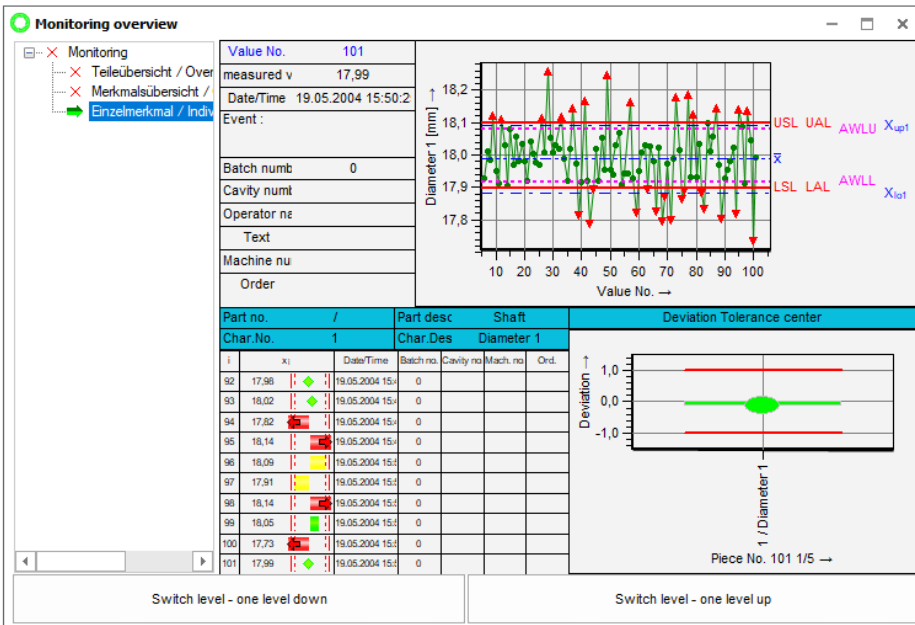 Monitoring overview
Monitoring
Teileübersicht / Over
Merkmalsübersicht /
Einzelmerkmal / Indiv
Value No. 101
measured v 17,99
Date/Time 19.05.2004 15:50:2
Event :
Batch numb 0
Cavity numb
Operator na
Text
Machine nu
Order
Diameter 1 [mm] →
18,2
18,1
18,0
17,9
17,8
10 20 30 40 50 60 70 80 90 100
Value No. →
USL UAL AWLU Xup1
x̄
LSL LAL AWLL Xlo1
Part no. / Part desc Shaft
Char.No. 1 Char.Des Diameter 1
i xi Date/Time Batch no. Cavity no Mach. no Ord.
92 17,98 19.05.2004 15:4 0
93 18,02 19.05.2004 15:4 0
94 17,82 19.05.2004 15:4 0
95 18,14 19.05.2004 15:4 0
96 18,09 19.05.2004 15:5 0
97 17,91 19.05.2004 15:5 0
98 18,14 19.05.2004 15:5 0
99 18,05 19.05.2004 15:5 0
100 17,73 19.05.2004 15:5 0
101 17,99 19.05.2004 15:5 0
Deviation Tolerance center
Deviation →
1,0
0,0
-1,0
1 / Diameter 1
Piece No. 101 1/5 →
Switch level - one level down
Switch level - one level up